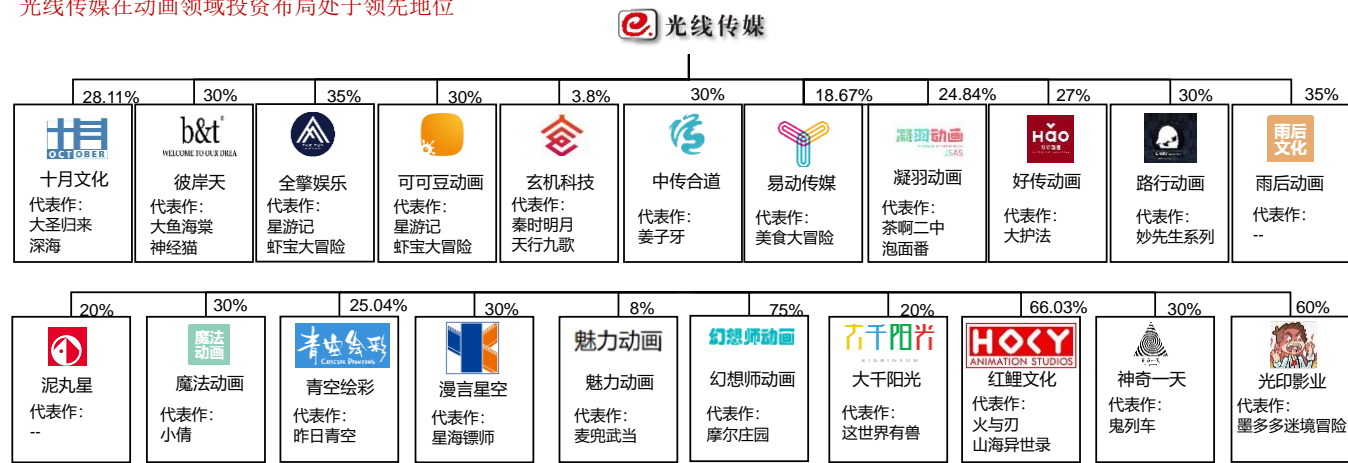 光线传媒在动画领域投资布局处于领先地位
光线传媒
28.11%
30%
35%
30%
3.8%
30%
18.67%
24.84%
27%
30%
35%
十月
OCTOBER
十月文化
代表作:
大圣归来
深海
b&t
WELCOME TO OUR DREA
彼岸天
代表作:
大鱼海棠
神经猫
全擎娱乐
代表作:
星游记
虾宝大冒险
可可豆动画
代表作:
星游记
虾宝大冒险
玄机科技
代表作:
秦时明月
天行九歌
中传合道
代表作:
姜子牙
易动传媒
代表作:
美食大冒险
凝羽动画
JSAS
凝羽动画
代表作:
茶啊二中
泡面番
HǎO
好传动画
代表作:
大护法
路行动画
代表作:
妙先生系列
雨后
文化
雨后动画
代表作:
--
20%
30%
25.04%
30%
8%
75%
20%
66.03%
30%
60%
泥丸星
代表作:
--
魔法
动画
魔法动画
代表作:
小倩
青空绘彩
CRYSTAL PAINTING
青空绘彩
代表作:
昨日青空
漫言星空
代表作:
星海镖师
魅力动画
魅力动画
代表作:
麦兜武当
幻想师动画
幻想师动画
代表作:
摩尔庄园
大千阳光
大千阳光
代表作:
这世界有兽
HOCY
ANIMATION STUDIOS
红鲤文化
代表作:
火与刃
山海异世录
神奇一天
代表作:
鬼列车
光印影业
代表作:
墨多多迷境冒险